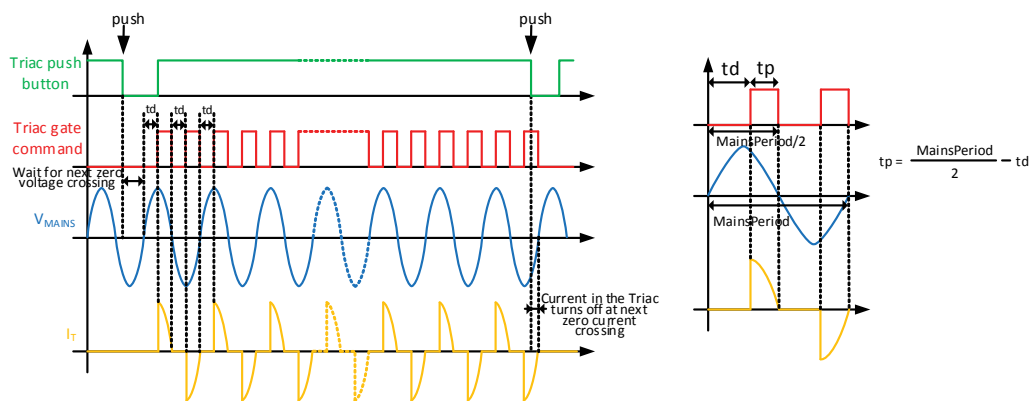 push
push
Triac push
button
td
td
td
Triac gate
command
Wait for next zero
voltage crossing
VMAINS
IT
Current in the Triac
turns off at next
zero current
crossing
td
tp
MainsPeriod/2
MainsPeriod
tp = MainsPeriod/2 − td